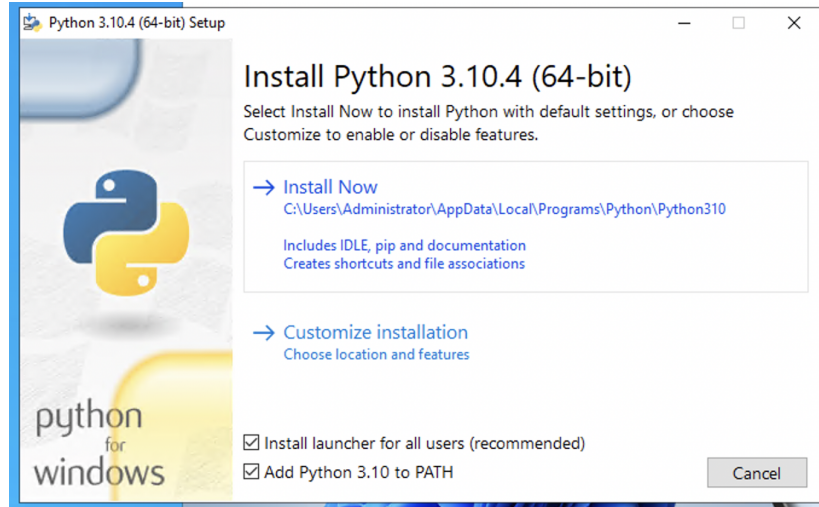 Python 3.10.4 (64-bit) Setup
Install Python 3.10.4 (64-bit)
Select Install Now to install Python with default settings, or choose
Customize to enable or disable features.
Install Now
C:\Users\Administrator\AppData\Local\Programs\Python\Python310
Includes IDLE, pip and documentation
Creates shortcuts and file associations
Customize installation
Choose location and features
python
for
windows
Install launcher for all users (recommended)
Add Python 3.10 to PATH
Cancel